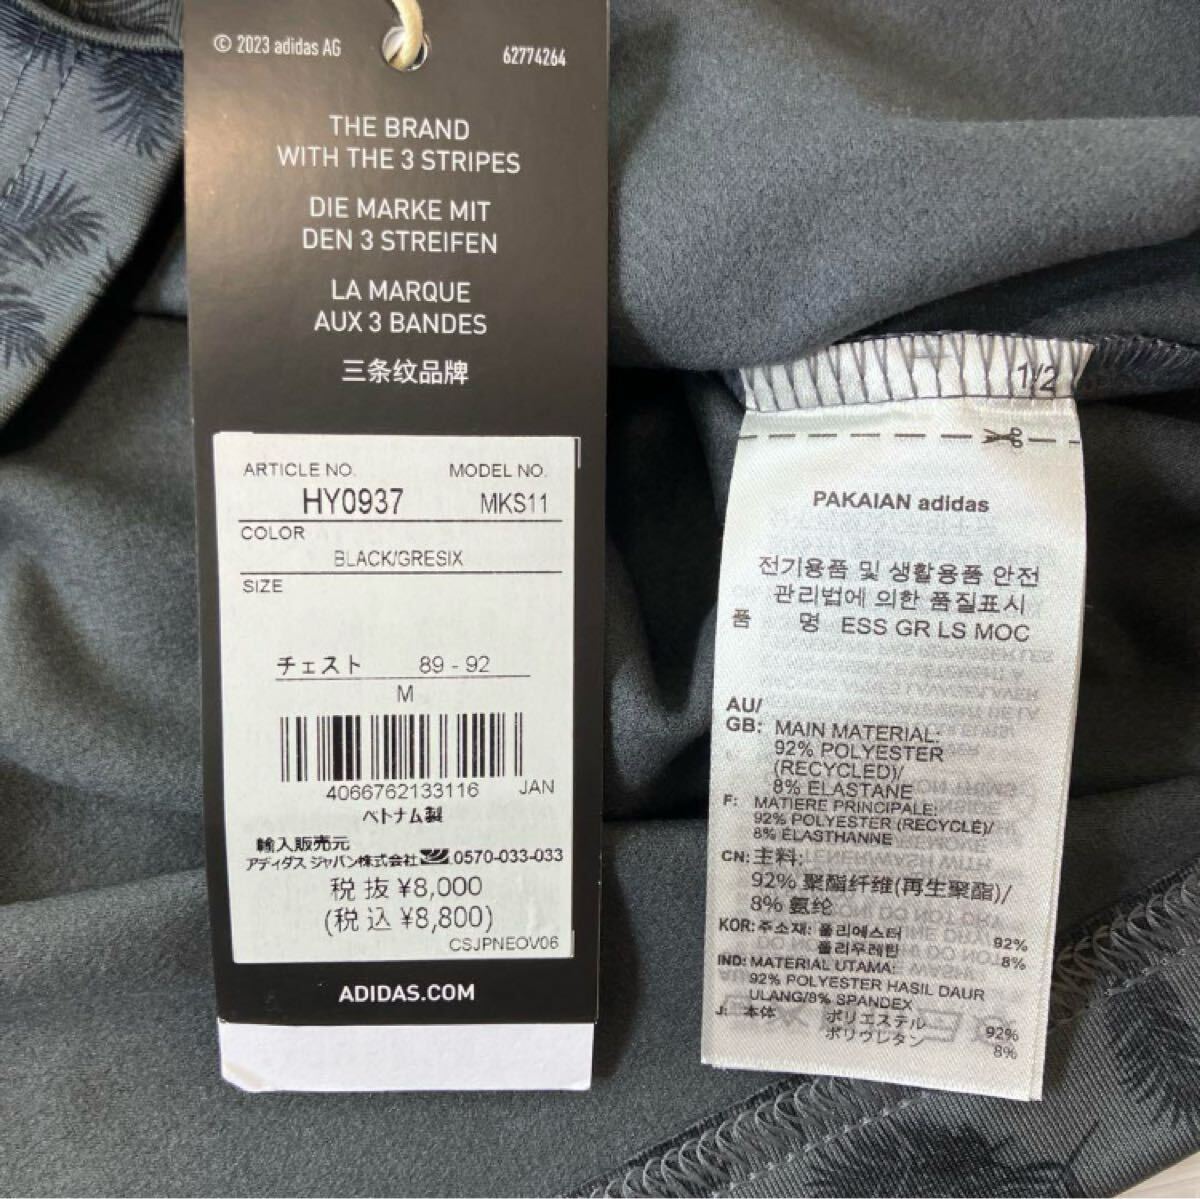 © 2023 adidas AG
62774264
THE BRAND
WITH THE 3 STRIPES
DIE MARKE MIT
DEN 3 STREIFEN
LA MARQUE
AUX 3 BANDES
三条纹品牌
ARTICLE NO. MODEL NO.
HY0937 MKS11
COLOR
BLACK/GRESIX
SIZE
チェスト 89 - 92
M
4066762133116 JAN
ベトナム製
輸入販売元
アディダス ジャパン株式会社 0570-033-033
税抜 ¥8,000
(税込 ¥8,800)
CSJPNEOV06
ADIDAS.COM
1/2
PAKAIAN adidas
전기용품 및 생활용품 안전
관리법에 의한 품질표시
품 명 ESS GR LS MOC
AU/
GB: MAIN MATERIAL:
92% POLYESTER
(RECYCLED)/
8% ELASTANE
F: MATIERE PRINCIPALE:
92% POLYESTER (RECYCLÉ)/
8% ÉLASTHANNE
CN: 主料:
92% 聚酯纤维(再生聚酯)/
8% 氨纶
KOR: 주소재: 폴리에스터 92%
폴리우레탄 8%
IND: MATERIAL UTAMA:
92% POLYESTER HASIL DAUR
ULANG/8% SPANDEX
J: 本体 ポリエステル 92%
ポリウレタン 8%